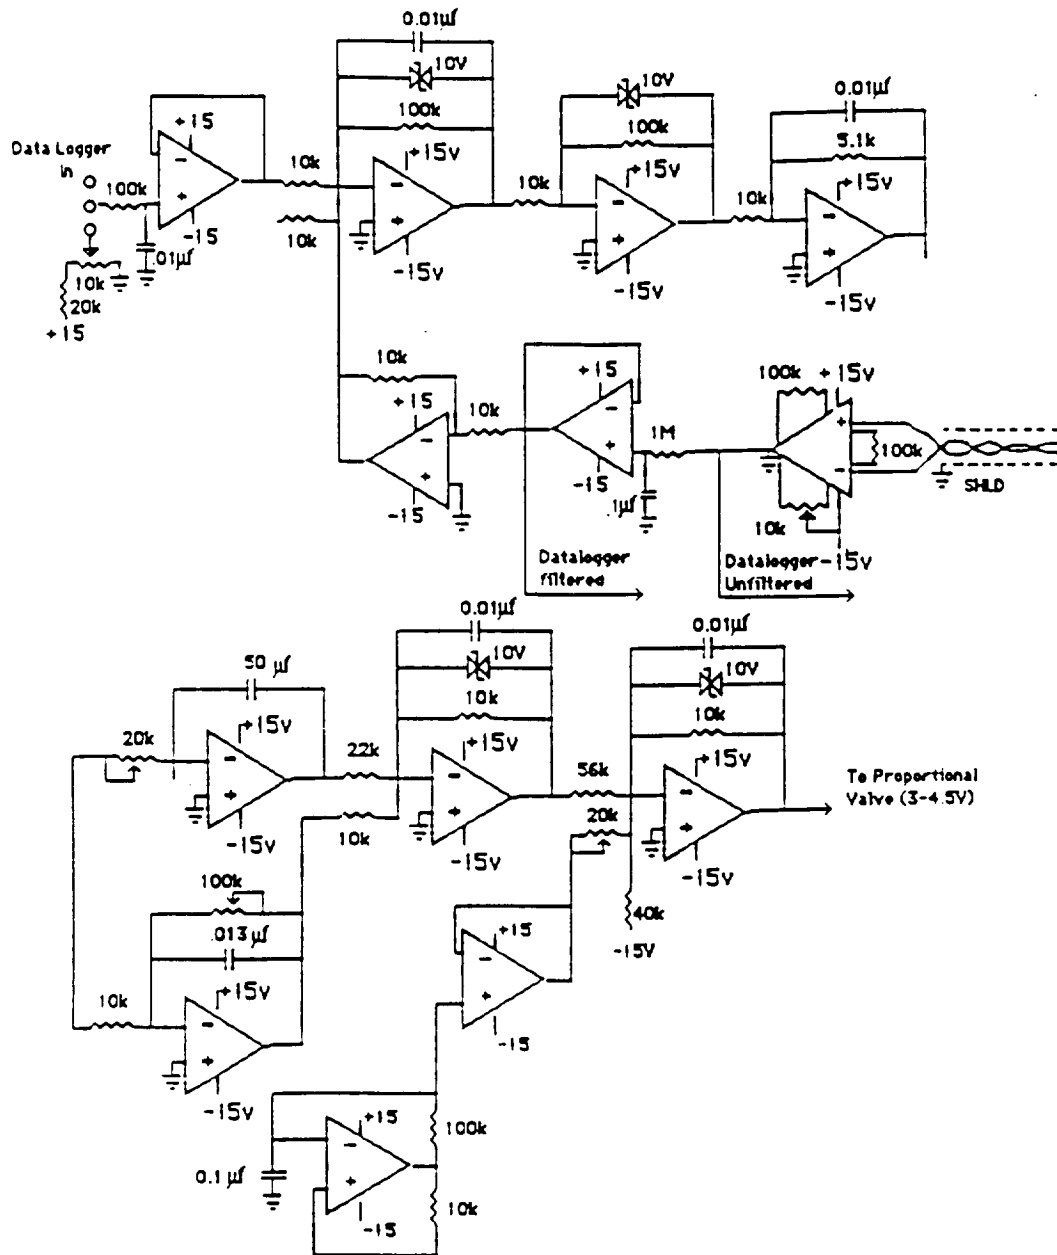 0.01µf
10V
100k
+15
Data Logger
In
100k
-15
.01µf
10k
20k
+15
10k
10k
+15v
-15v
10k
10V
100k
+15v
-15v
10k
0.01µf
5.1k
+15v
-15v
10k
+15
-15
10k
+15
-15
1M
.1µf
100k
+15v
100k
10k
-15v
SHLD
Datalogger
filtered
Datalogger
Unfiltered
50 µf
20k
+15v
-15v
22k
10k
0.01µf
10V
10k
+15v
-15v
56k
20k
0.01µf
10V
10k
+15v
-15v
To Proportional
Valve (3-4.5V)
40k
-15V
100k
.013 µf
10k
+15v
-15v
+15
-15
0.1 µf
+15
-15
100k
10k